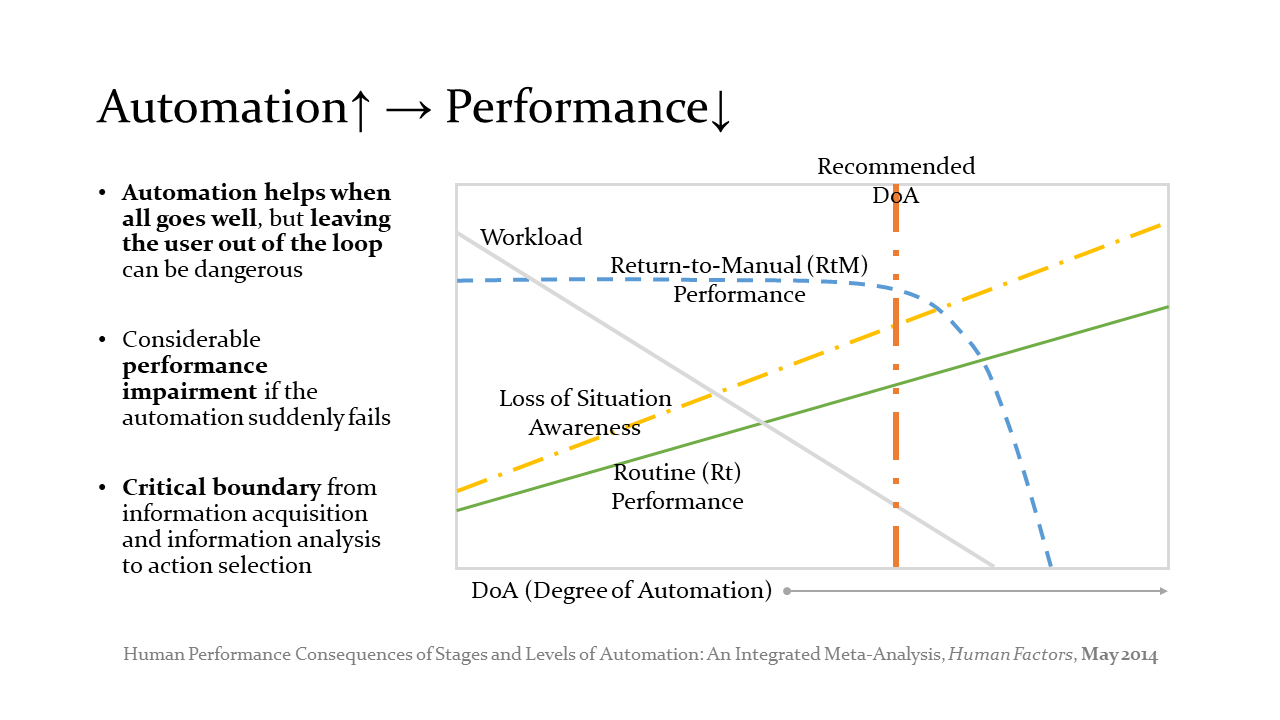 Automation↑ → Performance↓
• Automation helps when
all goes well, but leaving
the user out of the loop
can be dangerous
• Considerable
performance
impairment if the
automation suddenly fails
• Critical boundary from
information acquisition
and information analysis
to action selection
Recommended
DoA
Workload
Return-to-Manual (RtM)
Performance
Loss of Situation
Awareness
Routine (Rt)
Performance
DoA (Degree of Automation)
Human Performance Consequences of Stages and Levels of Automation: An Integrated Meta-Analysis, Human Factors, May 2014